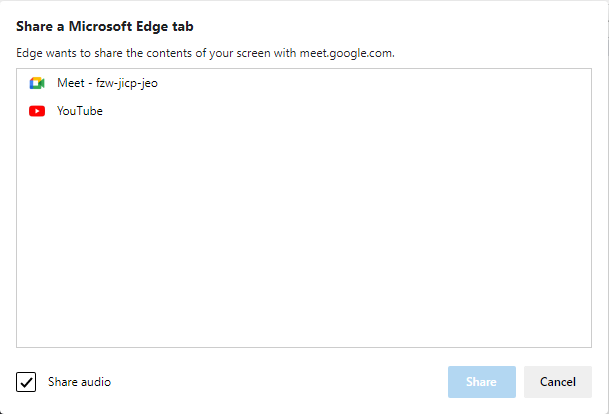 Share a Microsoft Edge tab
Edge wants to share the contents of your screen with meet.google.com.
Meet - fzw-jicp-jeo
YouTube
Share audio
Share
Cancel